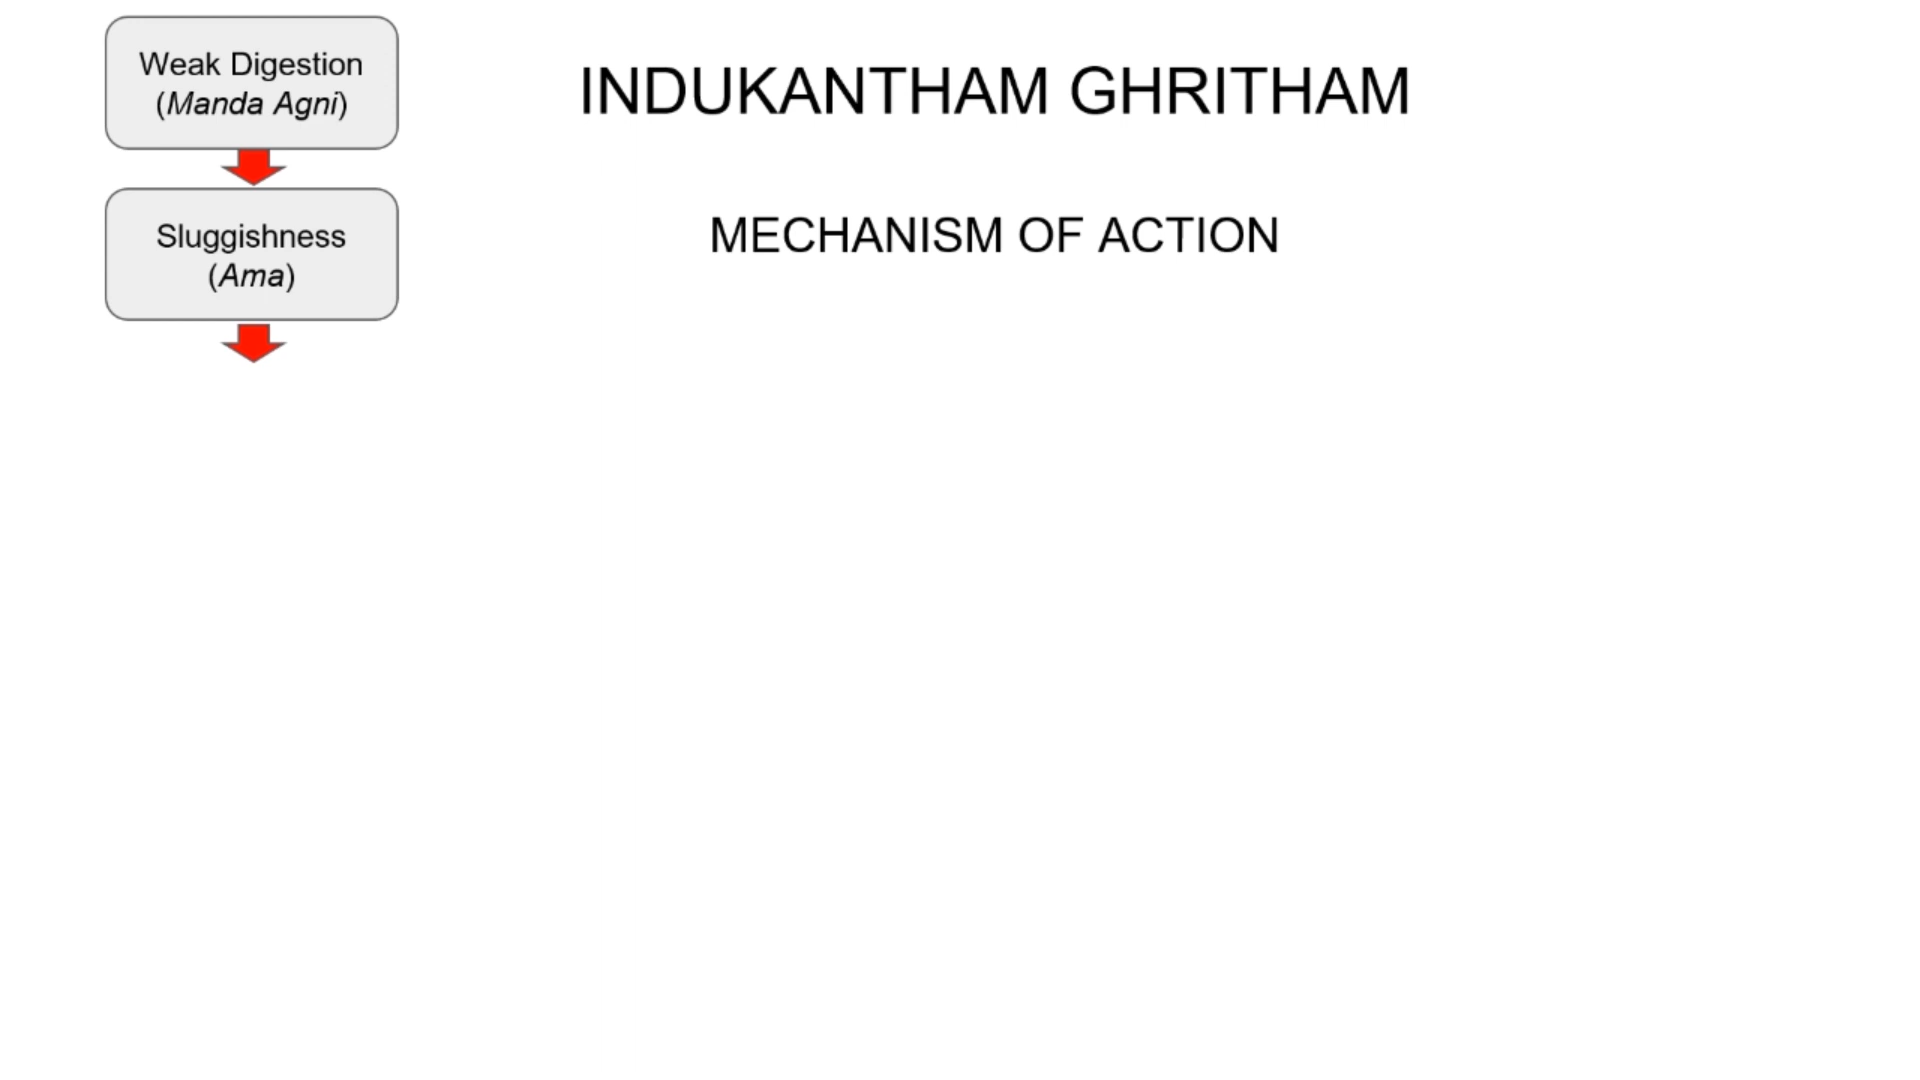 Weak Digestion
(Manda Agni)
Sluggishness
(Ama)
INDUKANTHAM GHRITHAM
MECHANISM OF ACTION